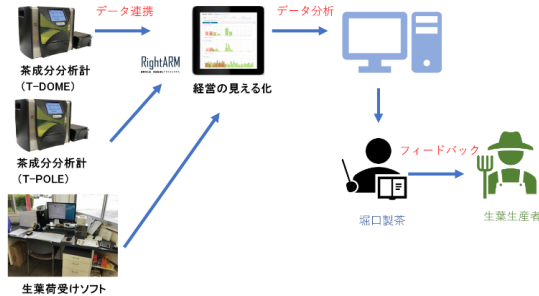 データ連携
データ分析
RightARM
茶成分分析計
(T-DOME)
経営の見える化
茶成分分析計
(T-POLE)
フィードバック
堀口製茶
生葉生産者
生葉荷受けソフト